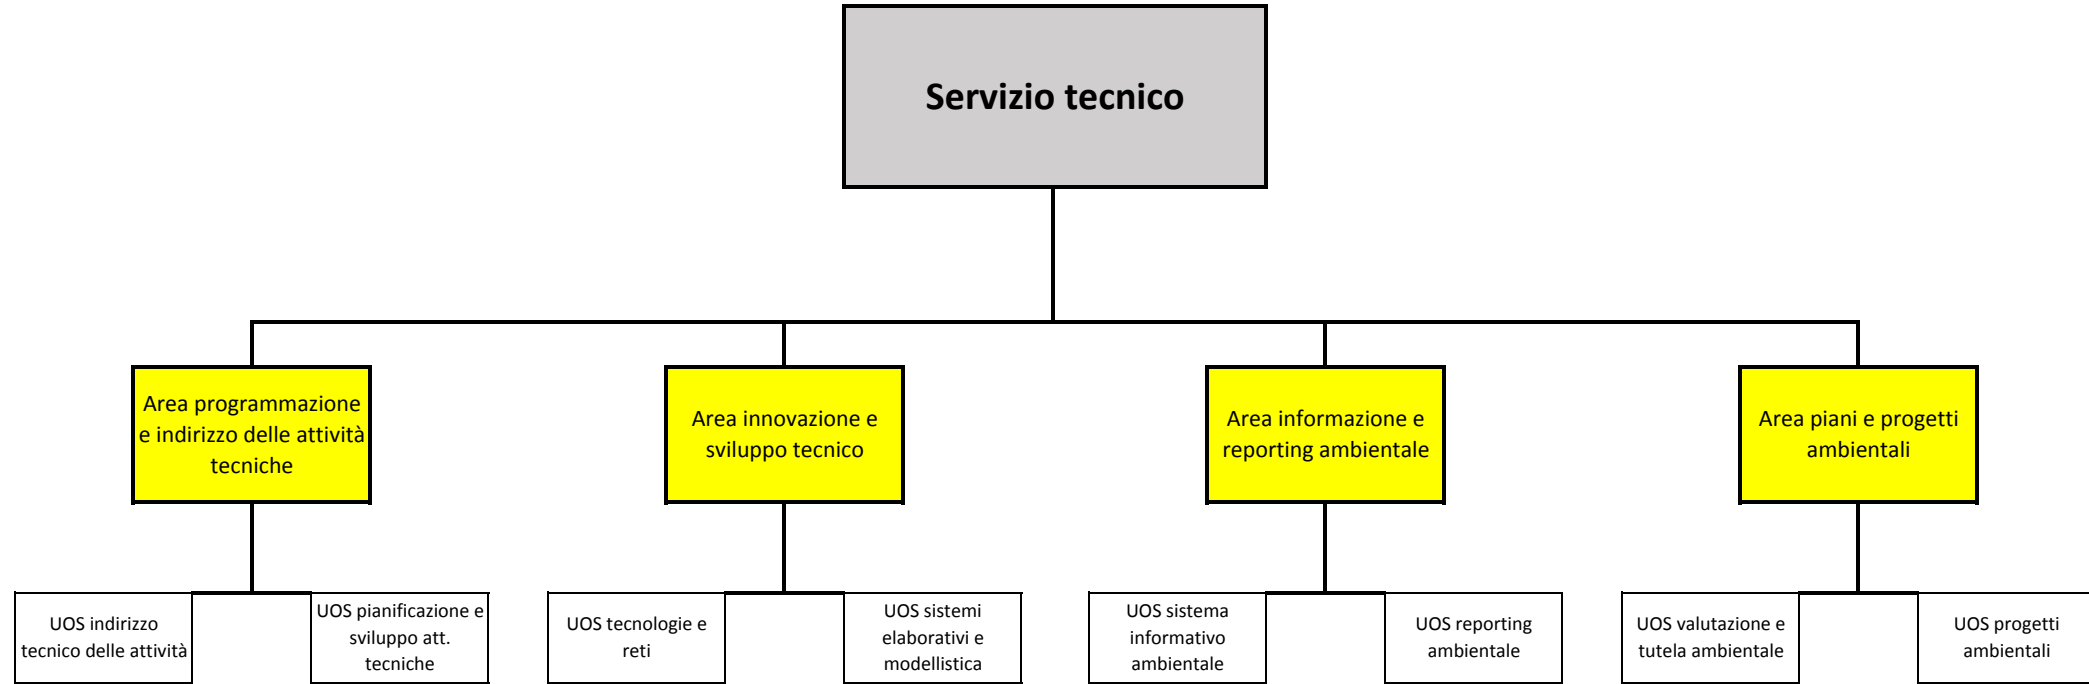 Servizio tecnico
Area programmazione
e indirizzo delle attività
tecniche
Area innovazione e
sviluppo tecnico
Area informazione e
reporting ambientale
Area piani e progetti
ambientali
UOS indirizzo
tecnico delle attività
UOS pianificazione e
sviluppo att.
tecniche
UOS tecnologie e
reti
UOS sistemi
elaborativi e
modellistica
UOS sistema
informativo
ambientale
UOS reporting
ambientale
UOS valutazione e
tutela ambientale
UOS progetti
ambientali